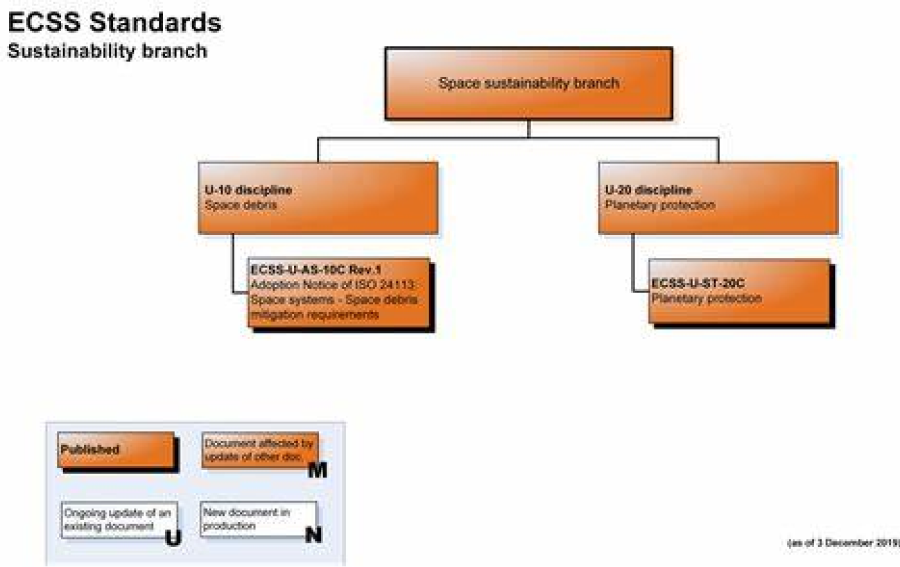 ECSS Standards
Sustainability branch
Space sustainability branch
U-10 discipline
Space debris
U-20 discipline
Planetary protection
ECSS-U-AS-10C Rev.1
Adoption Notice of ISO 24113:
Space systems - Space debris
mitigation requirements
ECSS-U-ST-20C
Planetary protection
Published
Document affected by
update of other doc.
M
Ongoing update of an
existing document
U
New document in
production
N
(as of 3 December 2019)